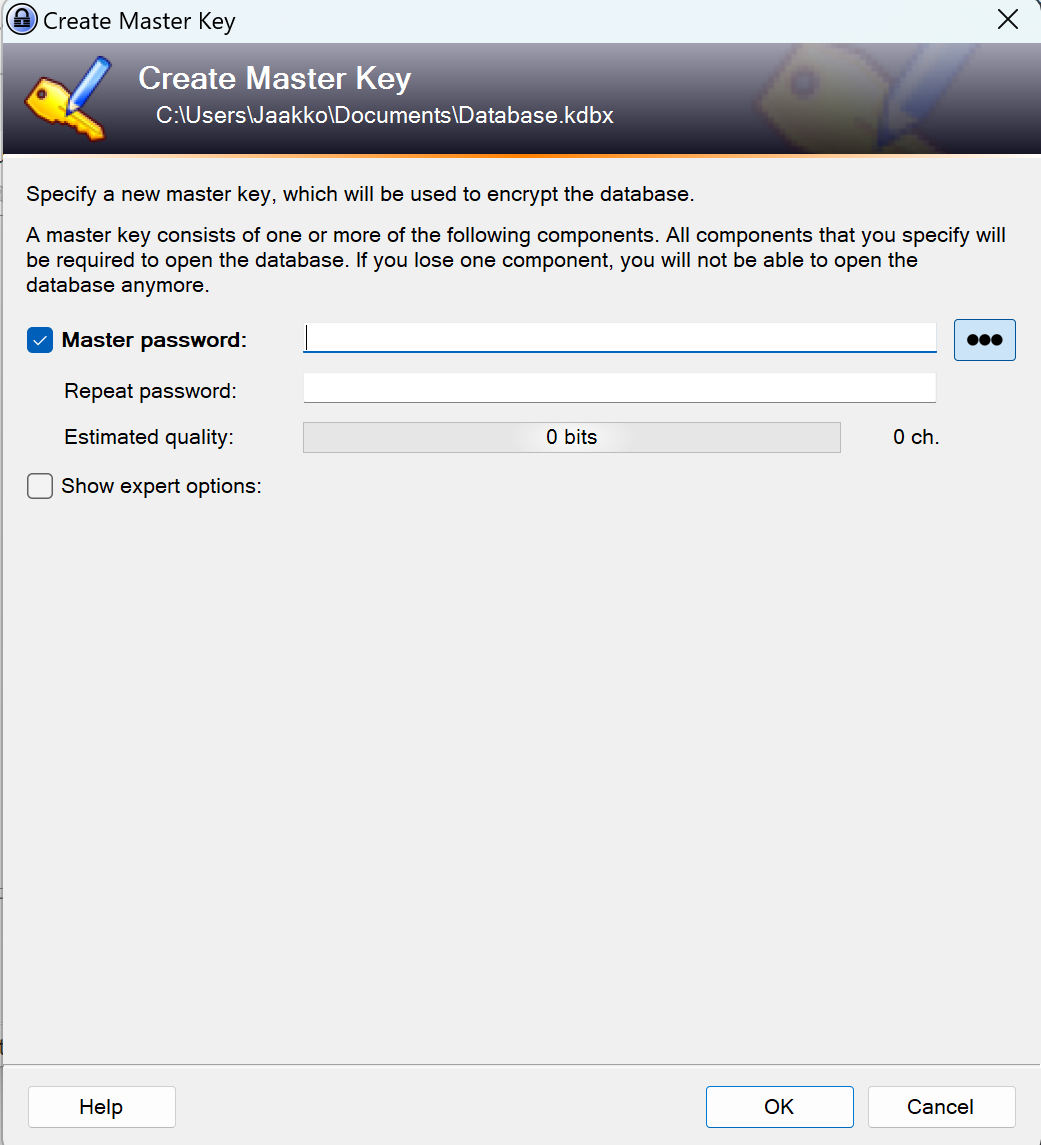 Create Master Key
Create Master Key
C:\Users\Jaakko\Documents\Database.kdbx
Specify a new master key, which will be used to encrypt the database.
A master key consists of one or more of the following components. All components that you specify will
be required to open the database. If you lose one component, you will not be able to open the
database anymore.
Master password:
Repeat password:
Estimated quality: 0 bits 0 ch.
Show expert options:
Help OK Cancel